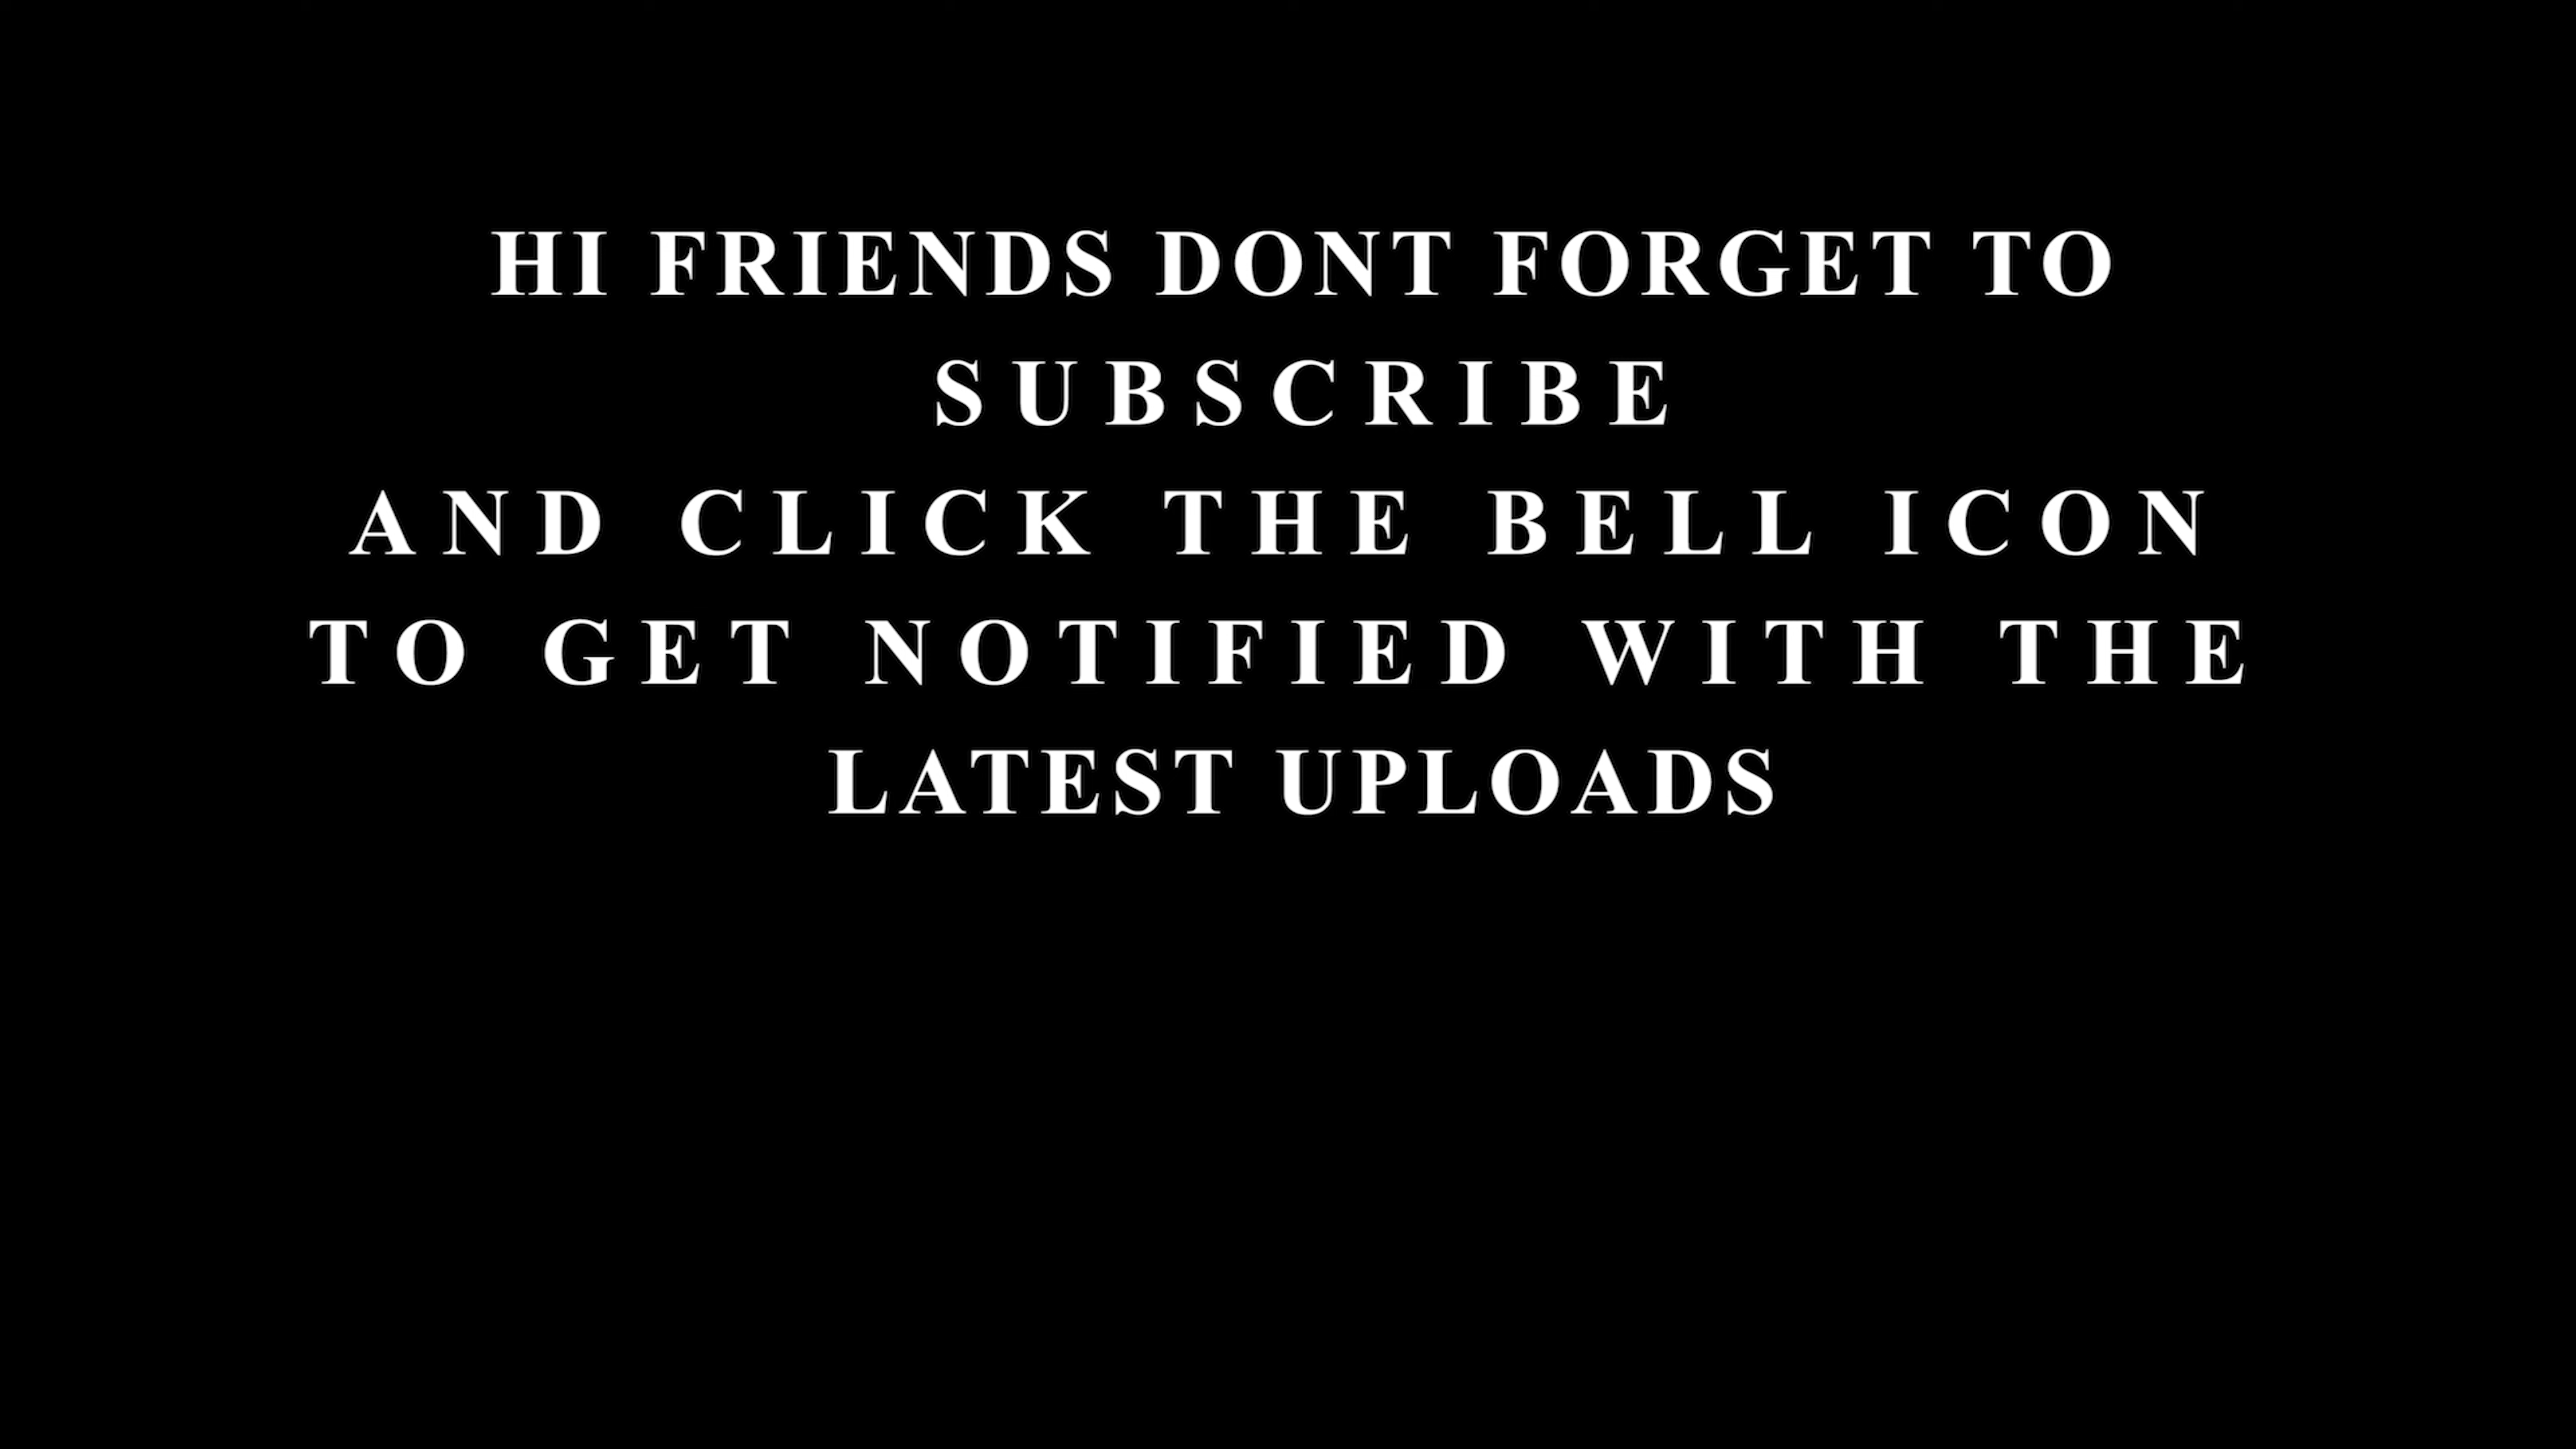 HI FRIENDS DONT FORGET TO
SUBSCRIBE
AND CLICK THE BELL ICON
TO GET NOTIFIED WITH THE
LATEST UPLOADS